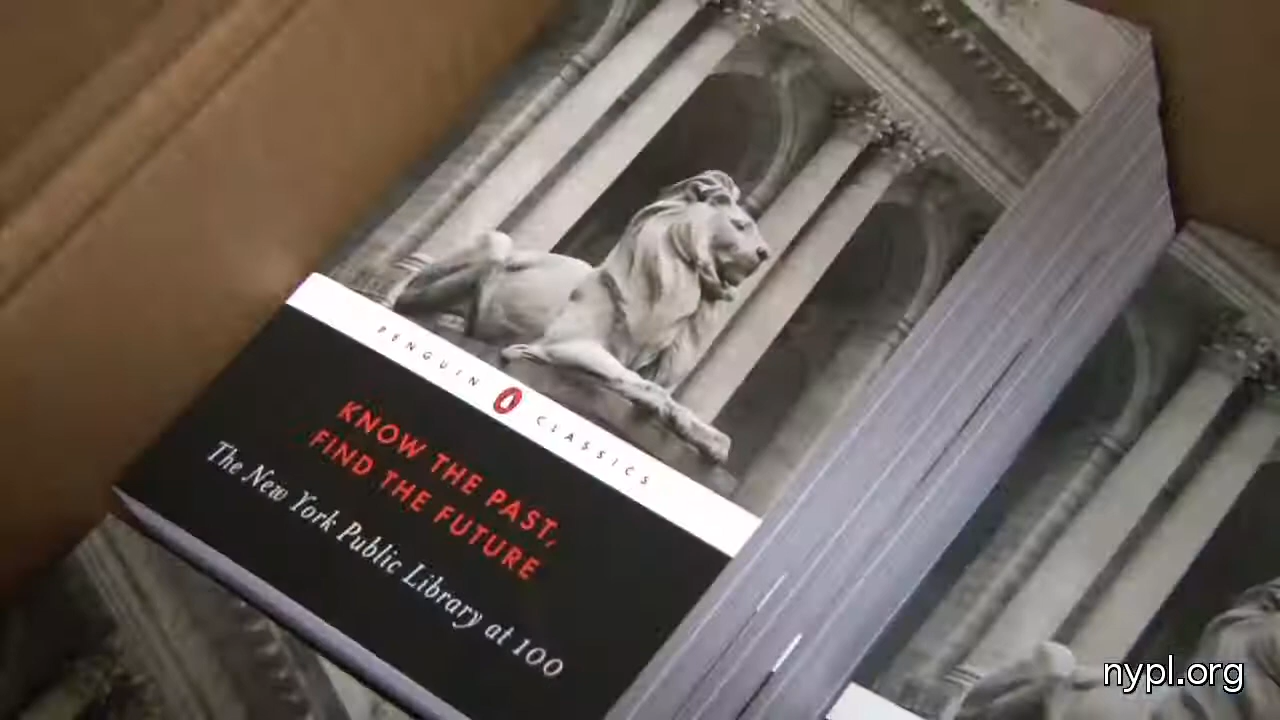 PENGUIN CLASSICS
KNOW THE PAST,
FIND THE FUTURE
The New York Public Library at 100
nypl.org